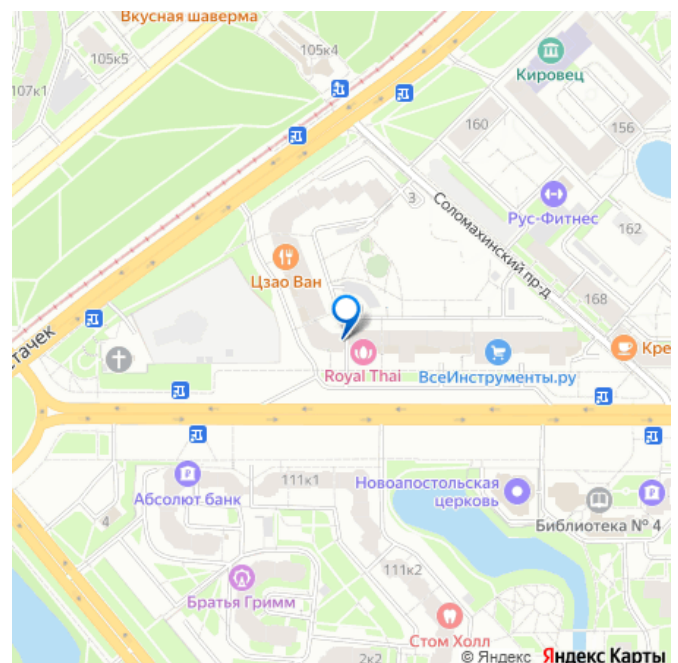 Вкусная шаверма
105к4
105к5
107к1
Кировец
160
156
3
Соломахинский пр-д
Рус-Фитнес
162
Цзао Ван
168
стачек
Кре
Royal Thai
ВсеИнструменты.ру
111к1
Абсолют банк
Новоапостольская
церковь
4
Библиотека № 4
111к2
Братья Гримм
Стом Холл
2к2
© Яндекс Яндекс Карты